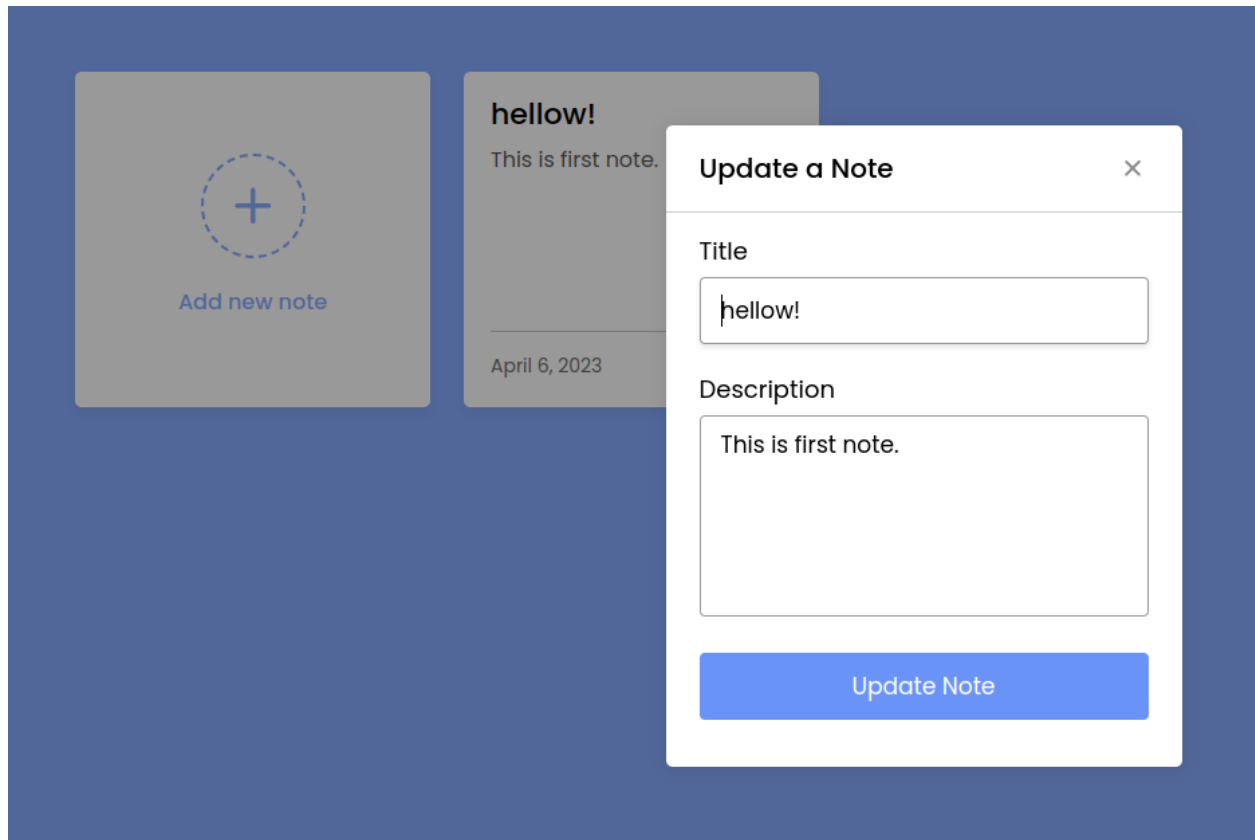 Add new note
hellow!
This is first note.
April 6, 2023
Update a Note
Title
hellow!
Description
This is first note.
Update Note